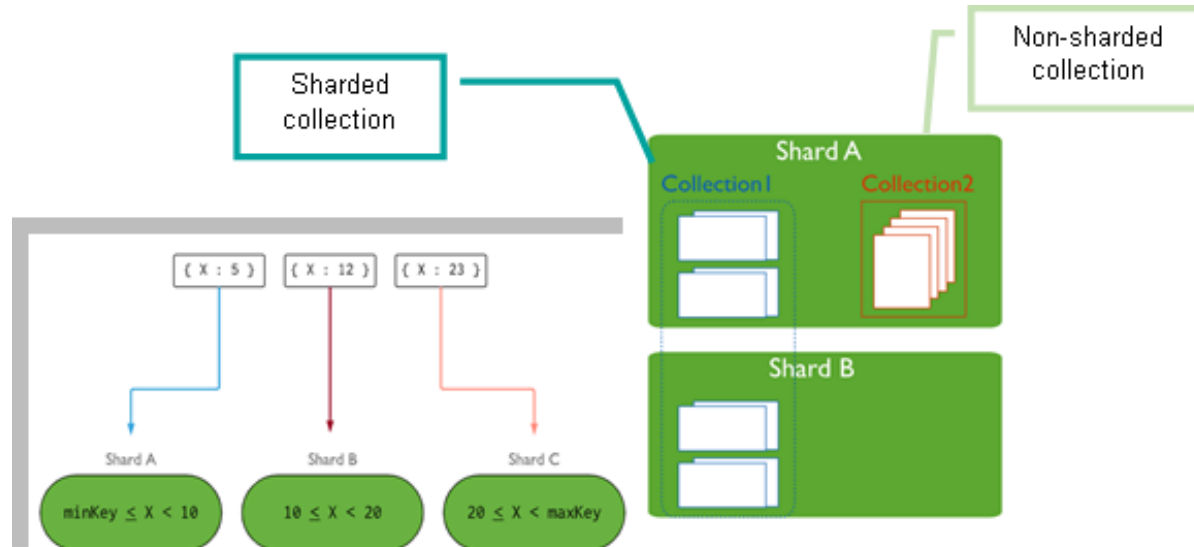 Sharded
collection
Non-sharded
collection
Shard A
Collection1
Collection2
{ X : 5 }
{ X : 12 }
{ X : 23 }
Shard B
Shard A
Shard B
Shard C
minKey ≤ X < 10
10 ≤ X < 20
20 ≤ X < maxKey